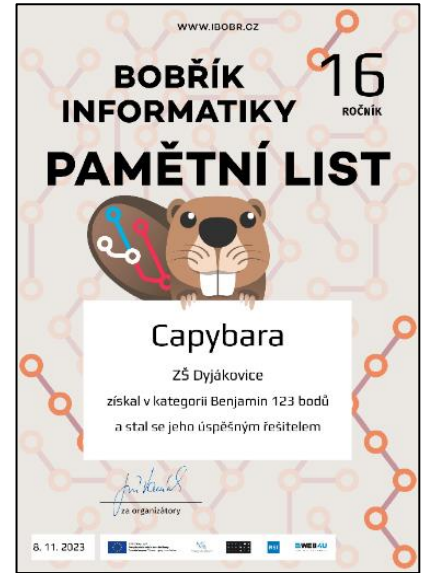 WWW.IBOBR.CZ
BOBŘÍK
INFORMATIKY
16
ROČNÍK
PAMĚTNÍ LIST
Capybara
ZŠ Dyjákovice
získal v kategorii Benjamin 123 bodů
a stal se jeho úspěšným řešitelem
za organizátory
8. 11. 2023
WEB4U